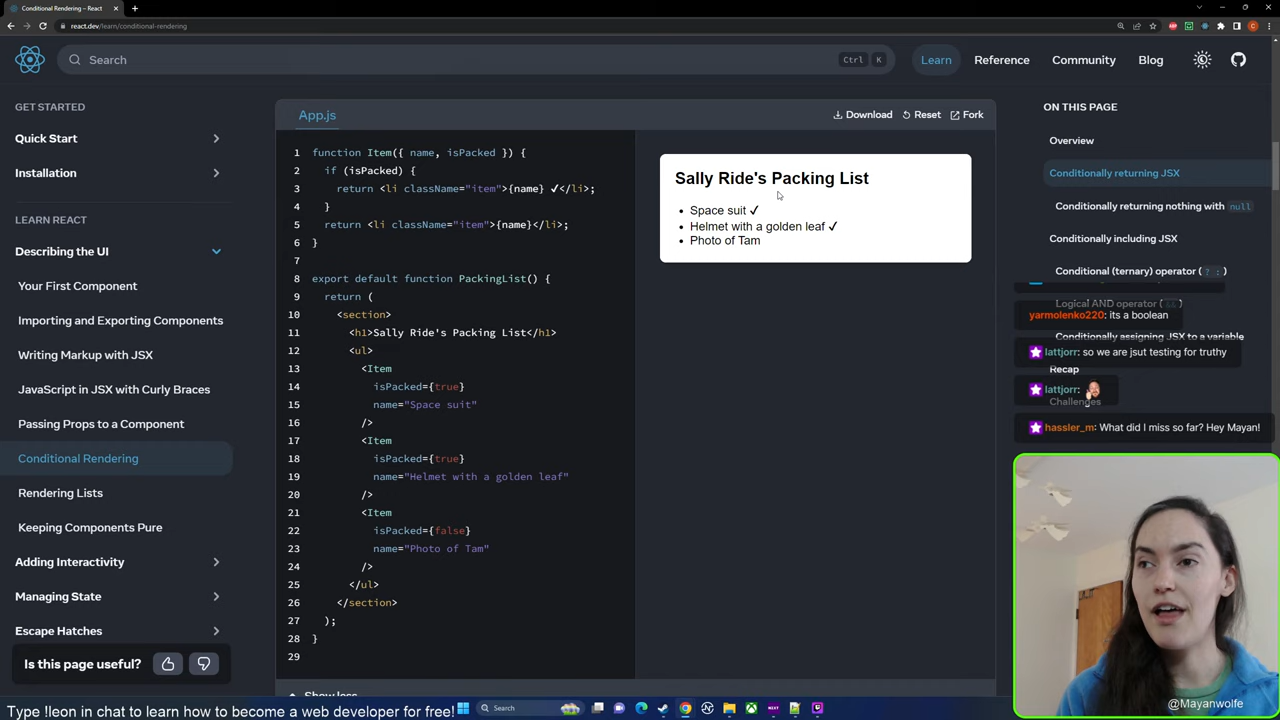 Conditional Rendering – React
react.dev/learn/conditional-rendering
Search
Ctrl K
Learn
Reference
Community
Blog
GET STARTED
Quick Start
Installation
LEARN REACT
Describing the UI
Your First Component
Importing and Exporting Components
Writing Markup with JSX
JavaScript in JSX with Curly Braces
Passing Props to a Component
Conditional Rendering
Rendering Lists
Keeping Components Pure
Adding Interactivity
Managing State
Escape Hatches
Is this page useful?
App.js
Download
Reset
Fork
1 function Item({ name, isPacked }) {
2 if (isPacked) {
3 return <li className="item">{name} ✓</li>;
4 }
5 return <li className="item">{name}</li>;
6 }
7
8 export default function PackingList() {
9 return (
10 <section>
11 <h1>Sally Ride's Packing List</h1>
12 <ul>
13 <Item
14 isPacked={true}
15 name="Space suit"
16 />
17 <Item
18 isPacked={true}
19 name="Helmet with a golden leaf"
20 />
21 <Item
22 isPacked={false}
23 name="Photo of Tam"
24 />
25 </ul>
26 </section>
27 );
28 }
29
Show less
Sally Ride's Packing List
• Space suit ✓
• Helmet with a golden leaf ✓
• Photo of Tam
ON THIS PAGE
Overview
Conditionally returning JSX
Conditionally returning nothing with null
Conditionally including JSX
Conditional (ternary) operator ( ? : )
Logical AND operator ( && )
yarmolenko220: its a boolean
Conditionally assigning JSX to a variable
lattjorr: so we are jsut testing for truthy
Recap
lattjorr:
Challenges
hassler_m: What did I miss so far? Hey Mayan!
@Mayanwolfe
Type !leon in chat to learn how to become a web developer for free!
Search